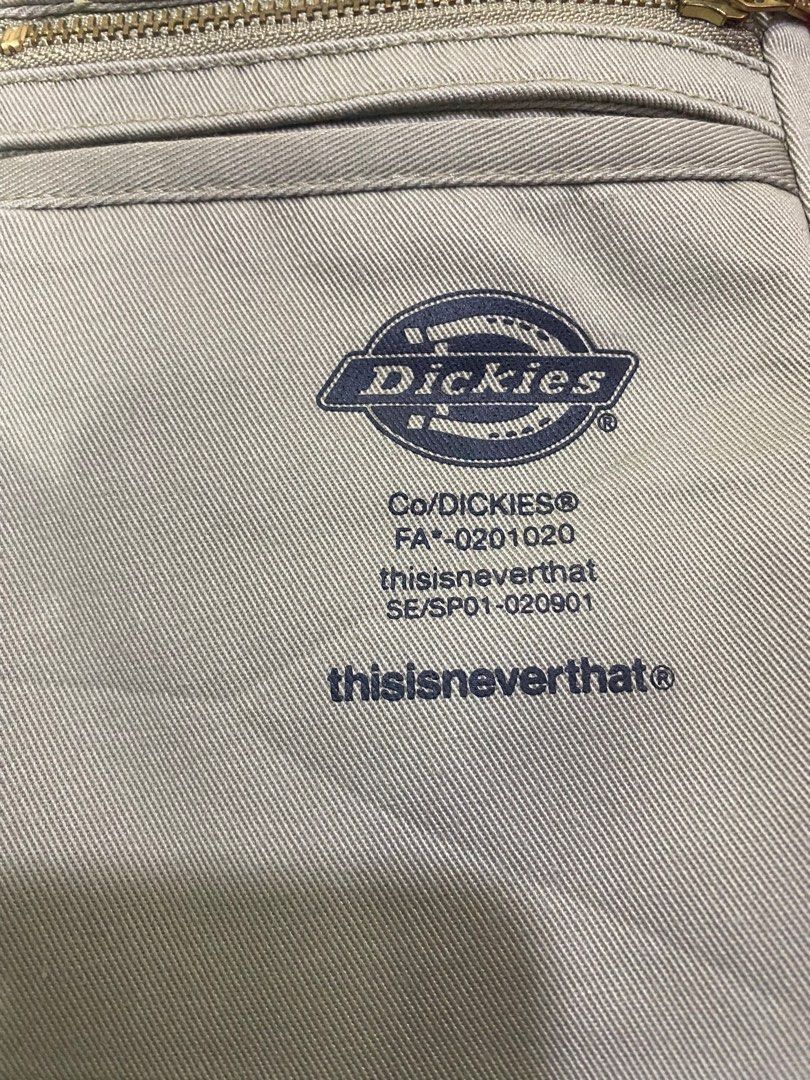 Dickies®
Co/DICKIES®
FA*-0201020
thisisneverthat
SE/SP01-020901
thisisneverthat®